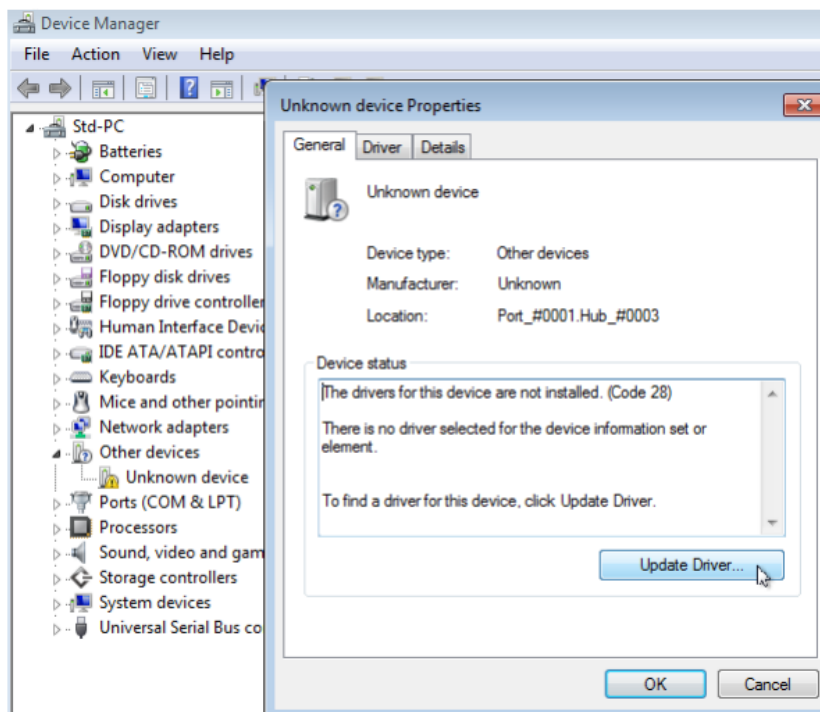 Device Manager
File Action View Help
Std-PC
Batteries
Computer
Disk drives
Display adapters
DVD/CD-ROM drives
Floppy disk drives
Floppy drive controller
Human Interface Devic
IDE ATA/ATAPI contro
Keyboards
Mice and other pointin
Network adapters
Other devices
Unknown device
Ports (COM & LPT)
Processors
Sound, video and gam
Storage controllers
System devices
Universal Serial Bus co
Unknown device Properties
General Driver Details
Unknown device
Device type: Other devices
Manufacturer: Unknown
Location: Port_#0001.Hub_#0003
Device status
The drivers for this device are not installed. (Code 28)
There is no driver selected for the device information set or
element.
To find a driver for this device, click Update Driver.
Update Driver...
OK Cancel